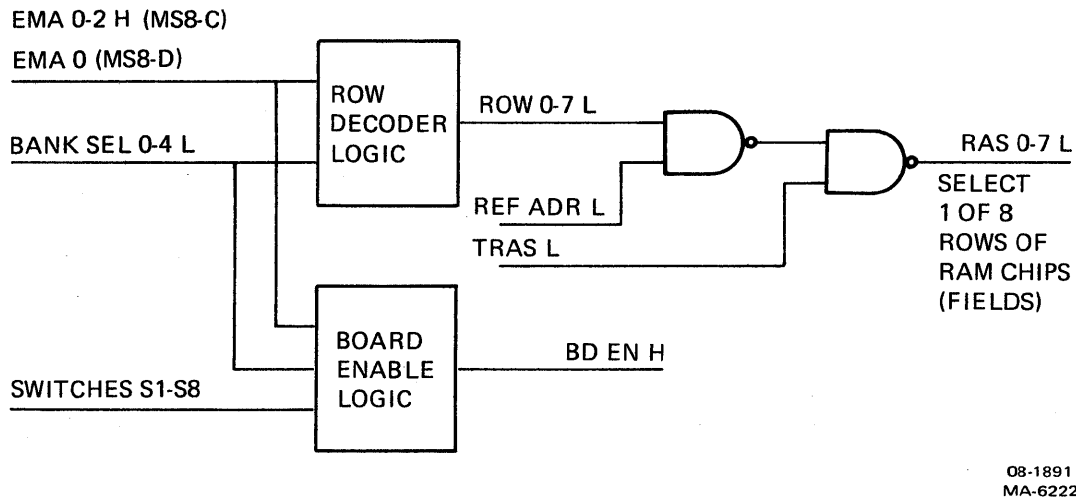 EMA 0-2 H (MS8-C)
EMA 0 (MS8-D)
BANK SEL 0-4 L
ROW
DECODER
LOGIC
ROW 0-7 L
REF ADR L
TRAS L
RAS 0-7 L
SELECT
1 OF 8
ROWS OF
RAM CHIPS
(FIELDS)
SWITCHES S1-S8
BOARD
ENABLE
LOGIC
BD EN H
08-1891
MA-6222